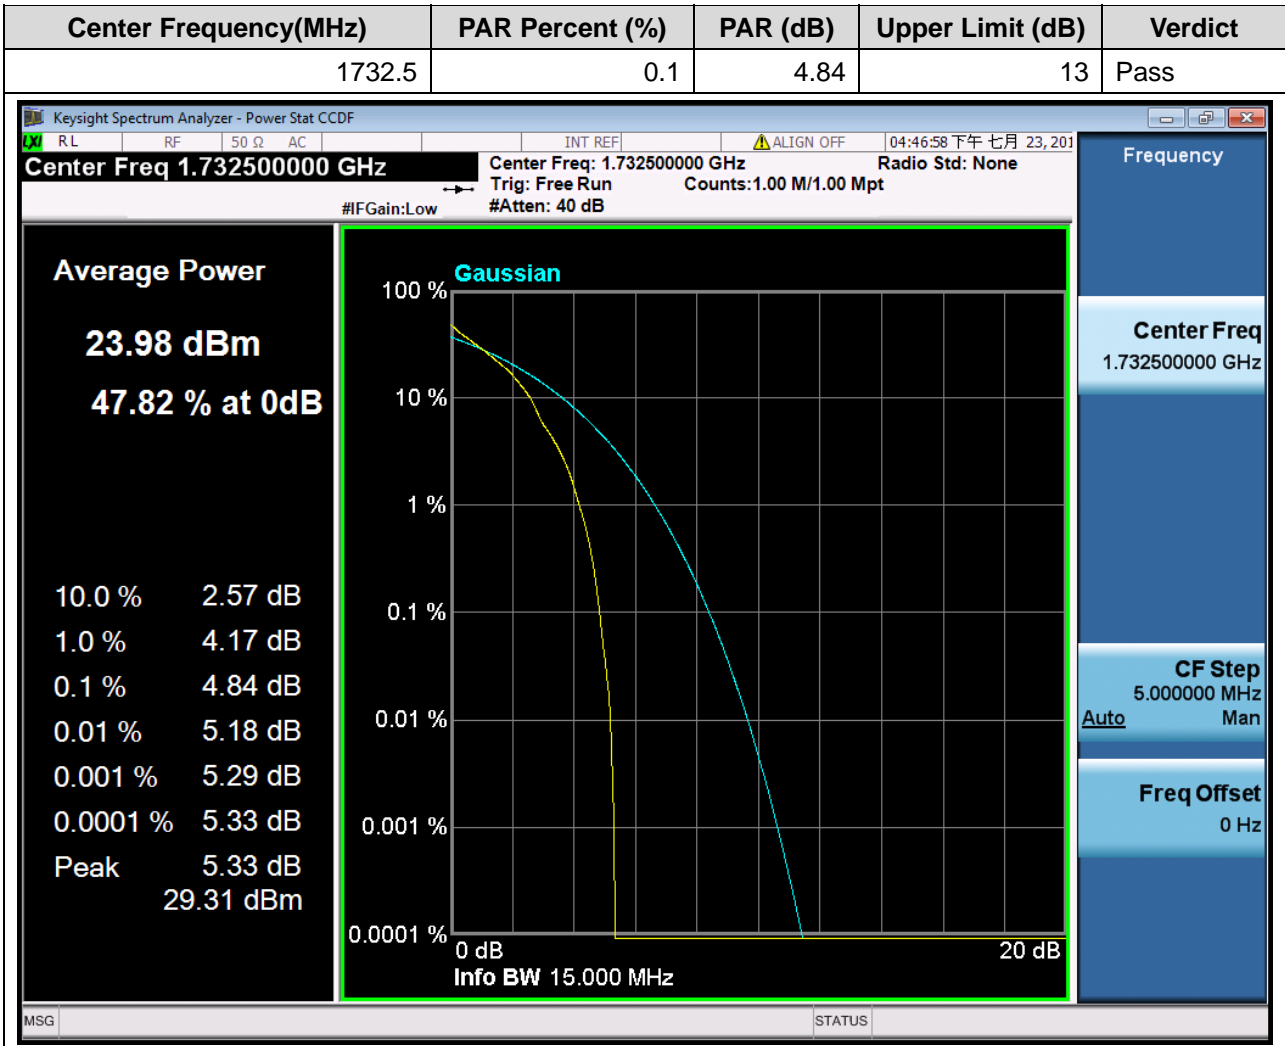 Center Frequency(MHz) PAR Percent (%) PAR (dB) Upper Limit (dB) Verdict
1732.5 0.1 4.84 13 Pass
Keysight Spectrum Analyzer - Power Stat CCDF
LXI RL RF 50 Ω AC INT REF ALIGN OFF 04:46:58 下午 七月 23, 201
Center Freq 1.732500000 GHz
Center Freq: 1.732500000 GHz Radio Std: None
Trig: Free Run Counts:1.00 M/1.00 Mpt
#IFGain:Low #Atten: 40 dB
Average Power
23.98 dBm
47.82 % at 0dB
10.0 % 2.57 dB
1.0 % 4.17 dB
0.1 % 4.84 dB
0.01 % 5.18 dB
0.001 % 5.29 dB
0.0001 % 5.33 dB
Peak 5.33 dB
29.31 dBm
Gaussian
100 %
10 %
1 %
0.1 %
0.01 %
0.001 %
0.0001 %
0 dB 20 dB
Info BW 15.000 MHz
Frequency
Center Freq
1.732500000 GHz
CF Step
5.000000 MHz
Auto Man
Freq Offset
0 Hz
MSG STATUS